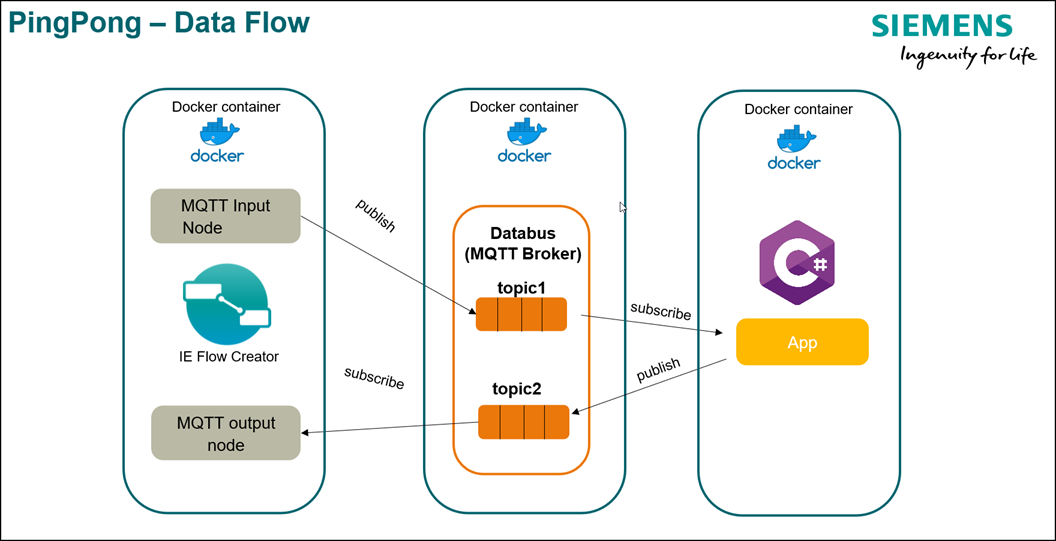 PingPong – Data Flow
SIEMENS
Ingenuity for life
Docker container
docker
MQTT Input
Node
IE Flow Creator
MQTT output
node
publish
subscribe
Docker container
docker
Databus
(MQTT Broker)
topic1
topic2
subscribe
publish
Docker container
docker
C#
App